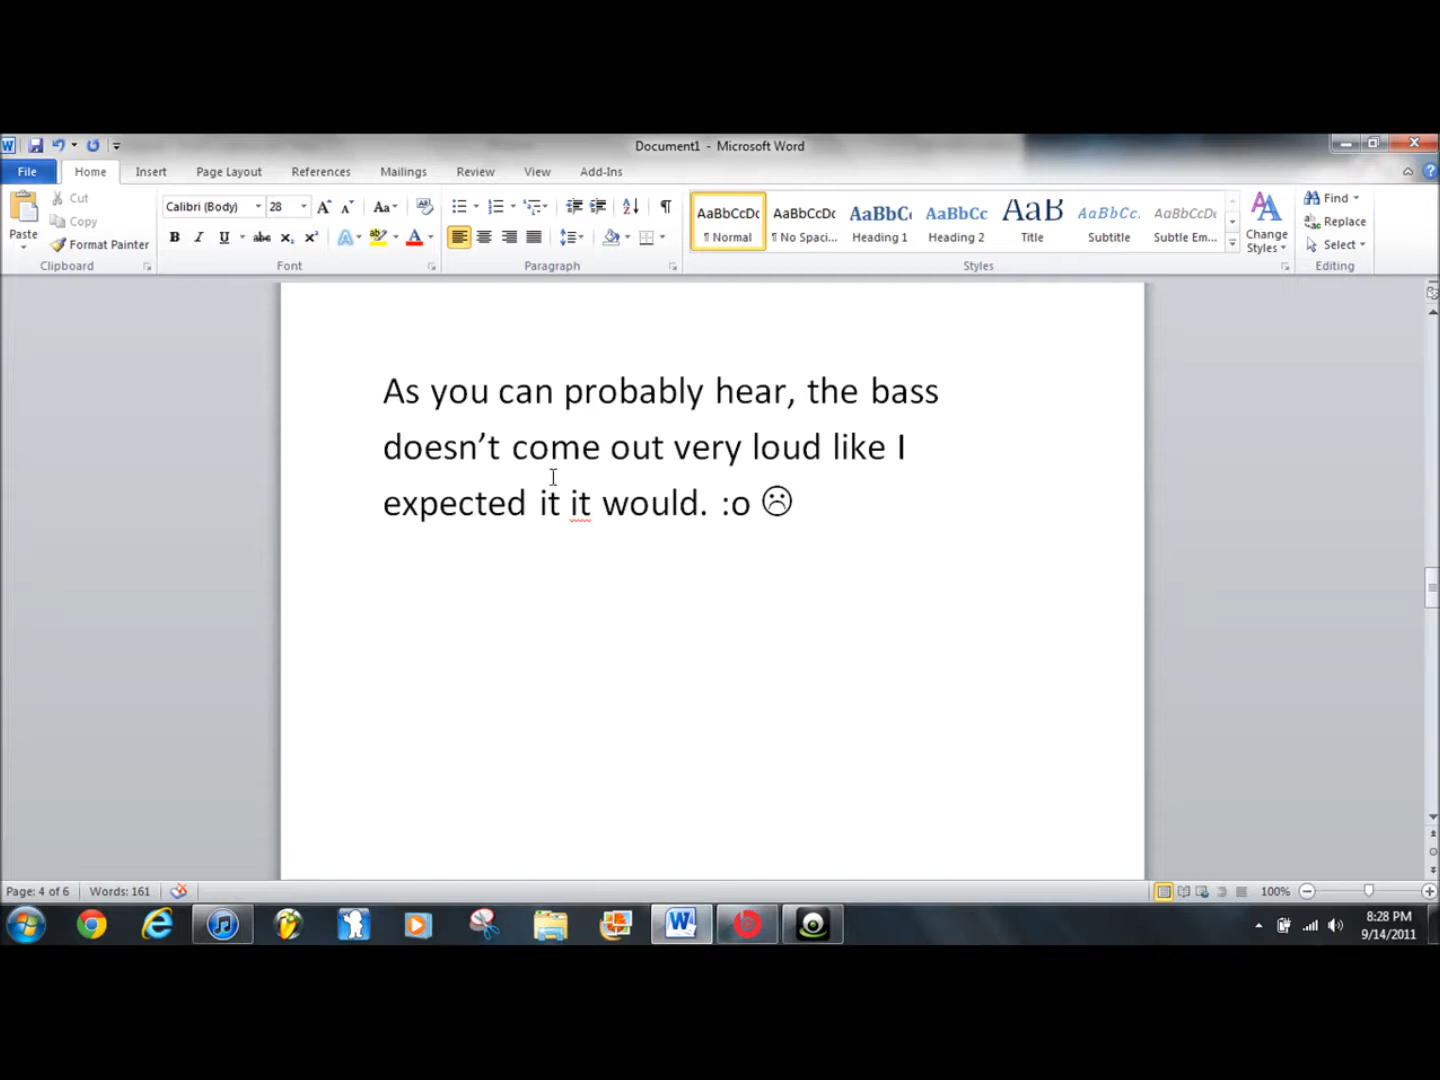 Document1 - Microsoft Word
File Home Insert Page Layout References Mailings Review View Add-Ins
Paste
Cut
Copy
Format Painter
Clipboard
Calibri (Body) 28
Font
Paragraph
AaBbCcDc AaBbCcDc AaBbC AaBbCc AaB AaBbCc. AaBbCcDc
¶ Normal ¶ No Spaci... Heading 1 Heading 2 Title Subtitle Subtle Em...
Change Styles
Styles
Find
Replace
Select
Editing
As you can probably hear, the bass
doesn’t come out very loud like I
expected it it would. :o ☹
Page: 4 of 6 Words: 161
100%
8:28 PM
9/14/2011